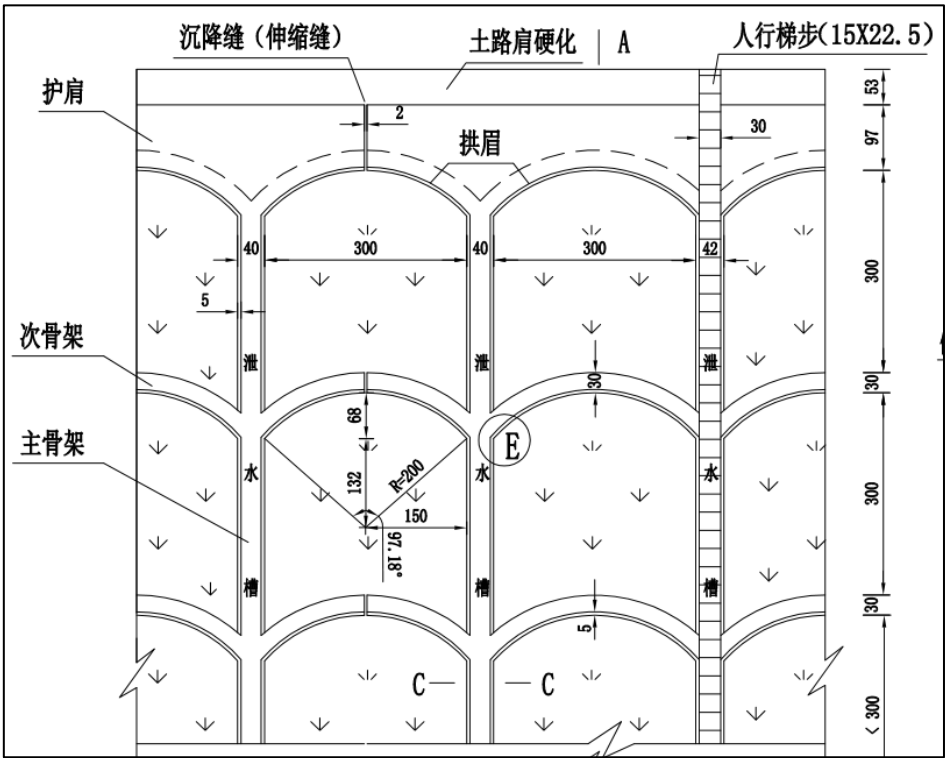 沉降缝（伸缩缝）
土路肩硬化
A
人行梯步(15X22.5)
护肩
53
2
30
97
拱眉
40
300
40
300
42
300
5
次骨架
泄
泄
泄
30
30
68
主骨架
E
水
水
水
132
R=200
300
150
97.18°
槽
槽
槽
30
5
C
C
< 300